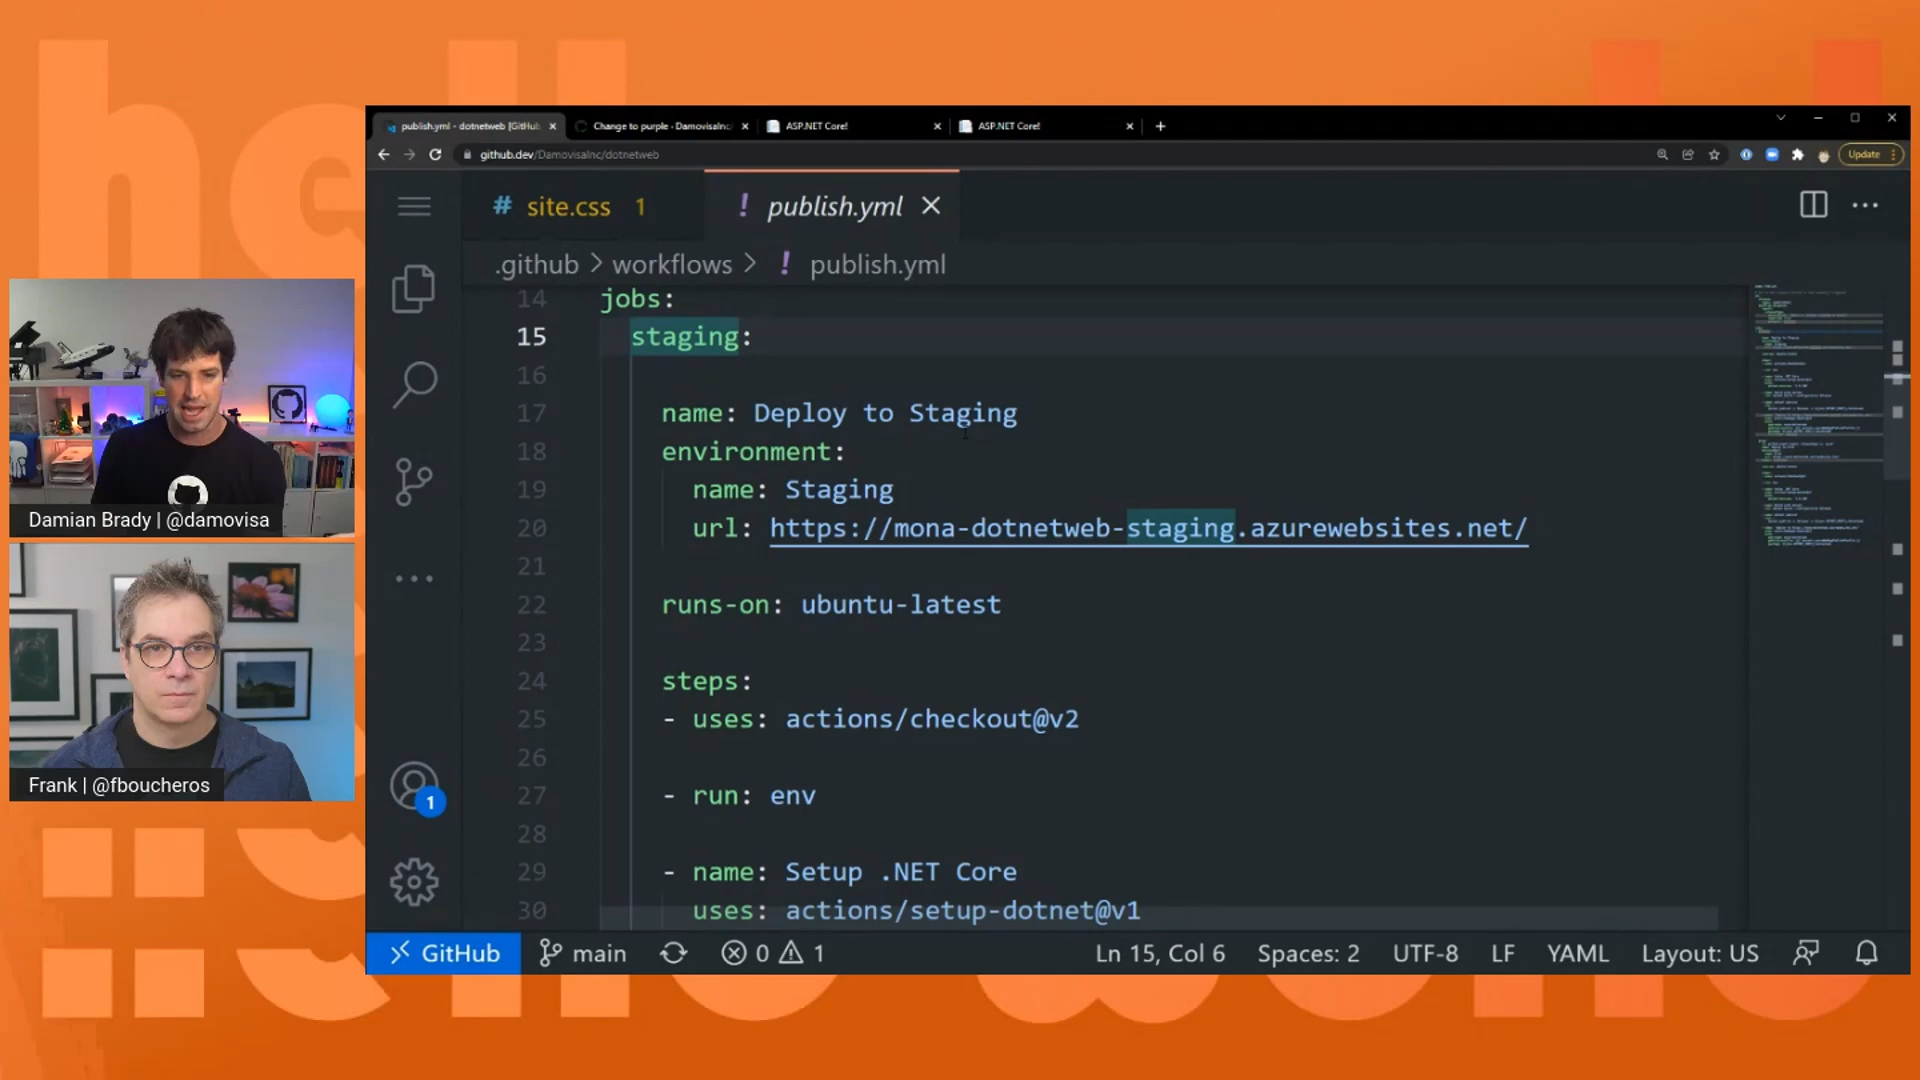 publish.yml - dotnetweb [GitHub
Change to purple - DamovisaInc/
ASP.NET Core!
ASP.NET Core!
github.dev/DamovisaInc/dotnetweb
Update
# site.css 1
! publish.yml
.github > workflows > ! publish.yml
14 jobs:
15 staging:
16
17 name: Deploy to Staging
18 environment:
19 name: Staging
20 url: https://mona-dotnetweb-staging.azurewebsites.net/
21
22 runs-on: ubuntu-latest
23
24 steps:
25 - uses: actions/checkout@v2
26
27 - run: env
28
29 - name: Setup .NET Core
30 uses: actions/setup-dotnet@v1
1
GitHub main 0 1 Ln 15, Col 6 Spaces: 2 UTF-8 LF YAML Layout: US
Damian Brady | @damovisa
Frank | @fboucheros